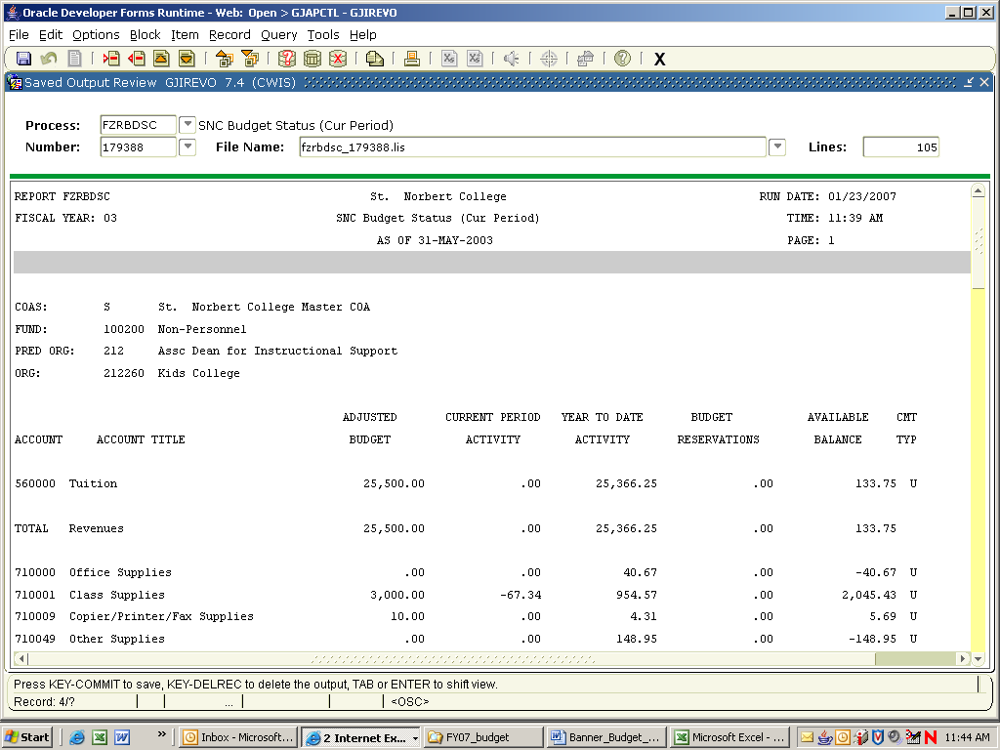 Oracle Developer Forms Runtime - Web: Open > GJAPCTL - GJIREVO
File Edit Options Block Item Record Query Tools Help
X
Saved Output Review GJIREVO 7.4 (CWIS)
Process: FZRBDSC SNC Budget Status (Cur Period)
Number: 179388 File Name: fzrbdsc_179388.lis Lines: 105
REPORT FZRBDSC St. Norbert College RUN DATE: 01/23/2007
FISCAL YEAR: 03 SNC Budget Status (Cur Period) TIME: 11:39 AM
AS OF 31-MAY-2003 PAGE: 1
COAS: S St. Norbert College Master COA
FUND: 100200 Non-Personnel
PRED ORG: 212 Assc Dean for Instructional Support
ORG: 212260 Kids College
ADJUSTED CURRENT PERIOD YEAR TO DATE BUDGET AVAILABLE CMT
ACCOUNT ACCOUNT TITLE BUDGET ACTIVITY ACTIVITY RESERVATIONS BALANCE TYP
560000 Tuition 25,500.00 .00 25,366.25 .00 133.75 U
TOTAL Revenues 25,500.00 .00 25,366.25 .00 133.75
710000 Office Supplies .00 .00 40.67 .00 -40.67 U
710001 Class Supplies 3,000.00 -67.34 954.57 .00 2,045.43 U
710009 Copier/Printer/Fax Supplies 10.00 .00 4.31 .00 5.69 U
710049 Other Supplies .00 .00 148.95 .00 -148.95 U
Press KEY-COMMIT to save, KEY-DELREC to delete the output, TAB or ENTER to shift view.
Record: 4/? ... <OSC>
Start » Inbox - Microsoft... 2 Internet Ex... FY07_budget Banner_Budget_... Microsoft Excel - ... 11:44 AM